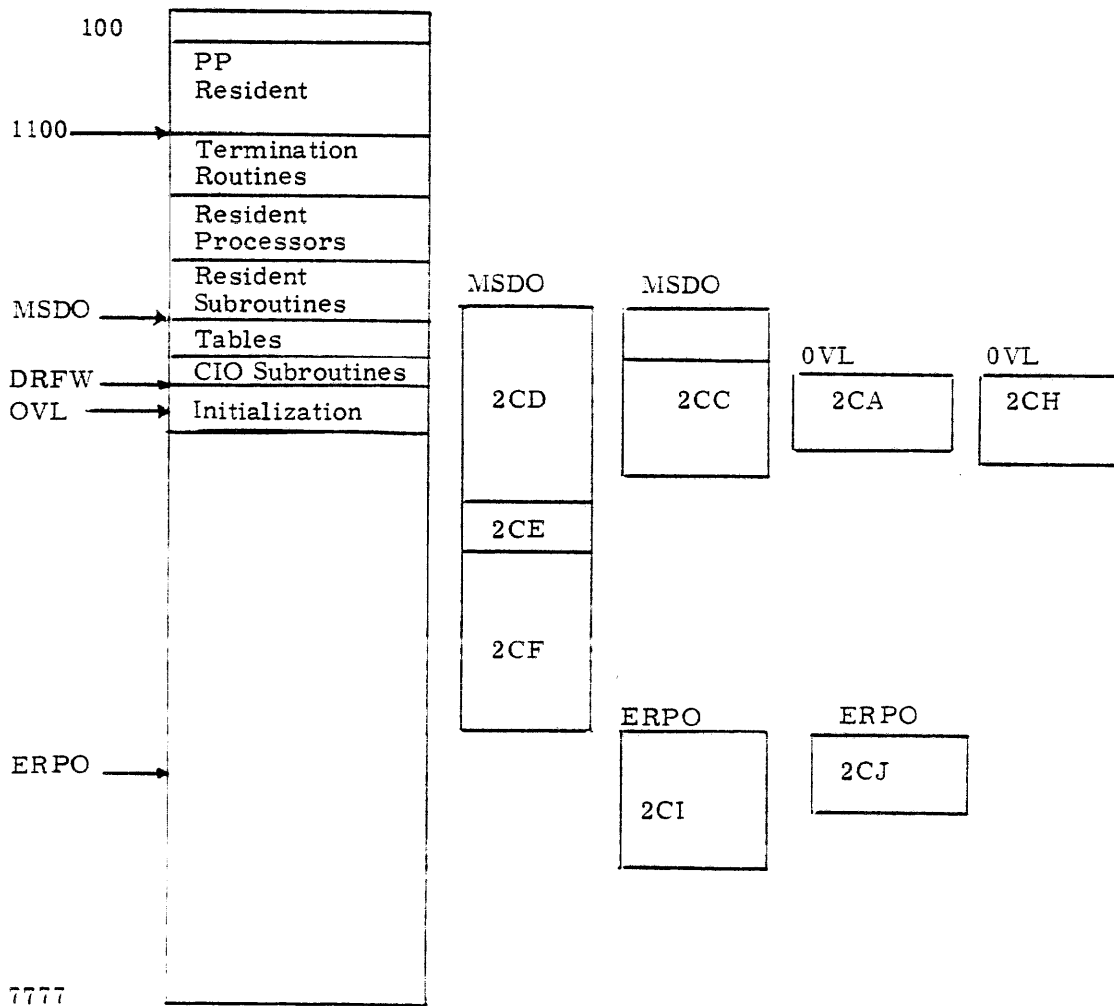 100
PP
Resident
1100
Termination
Routines
Resident
Processors
Resident
Subroutines
MSDO
MSDO
MSDO
Tables
0VL
0VL
DRFW
CIO Subroutines
OVL
Initialization
2CD
2CC
2CA
2CH
2CE
2CF
ERPO
ERPO
ERPO
2CJ
2CI
7777